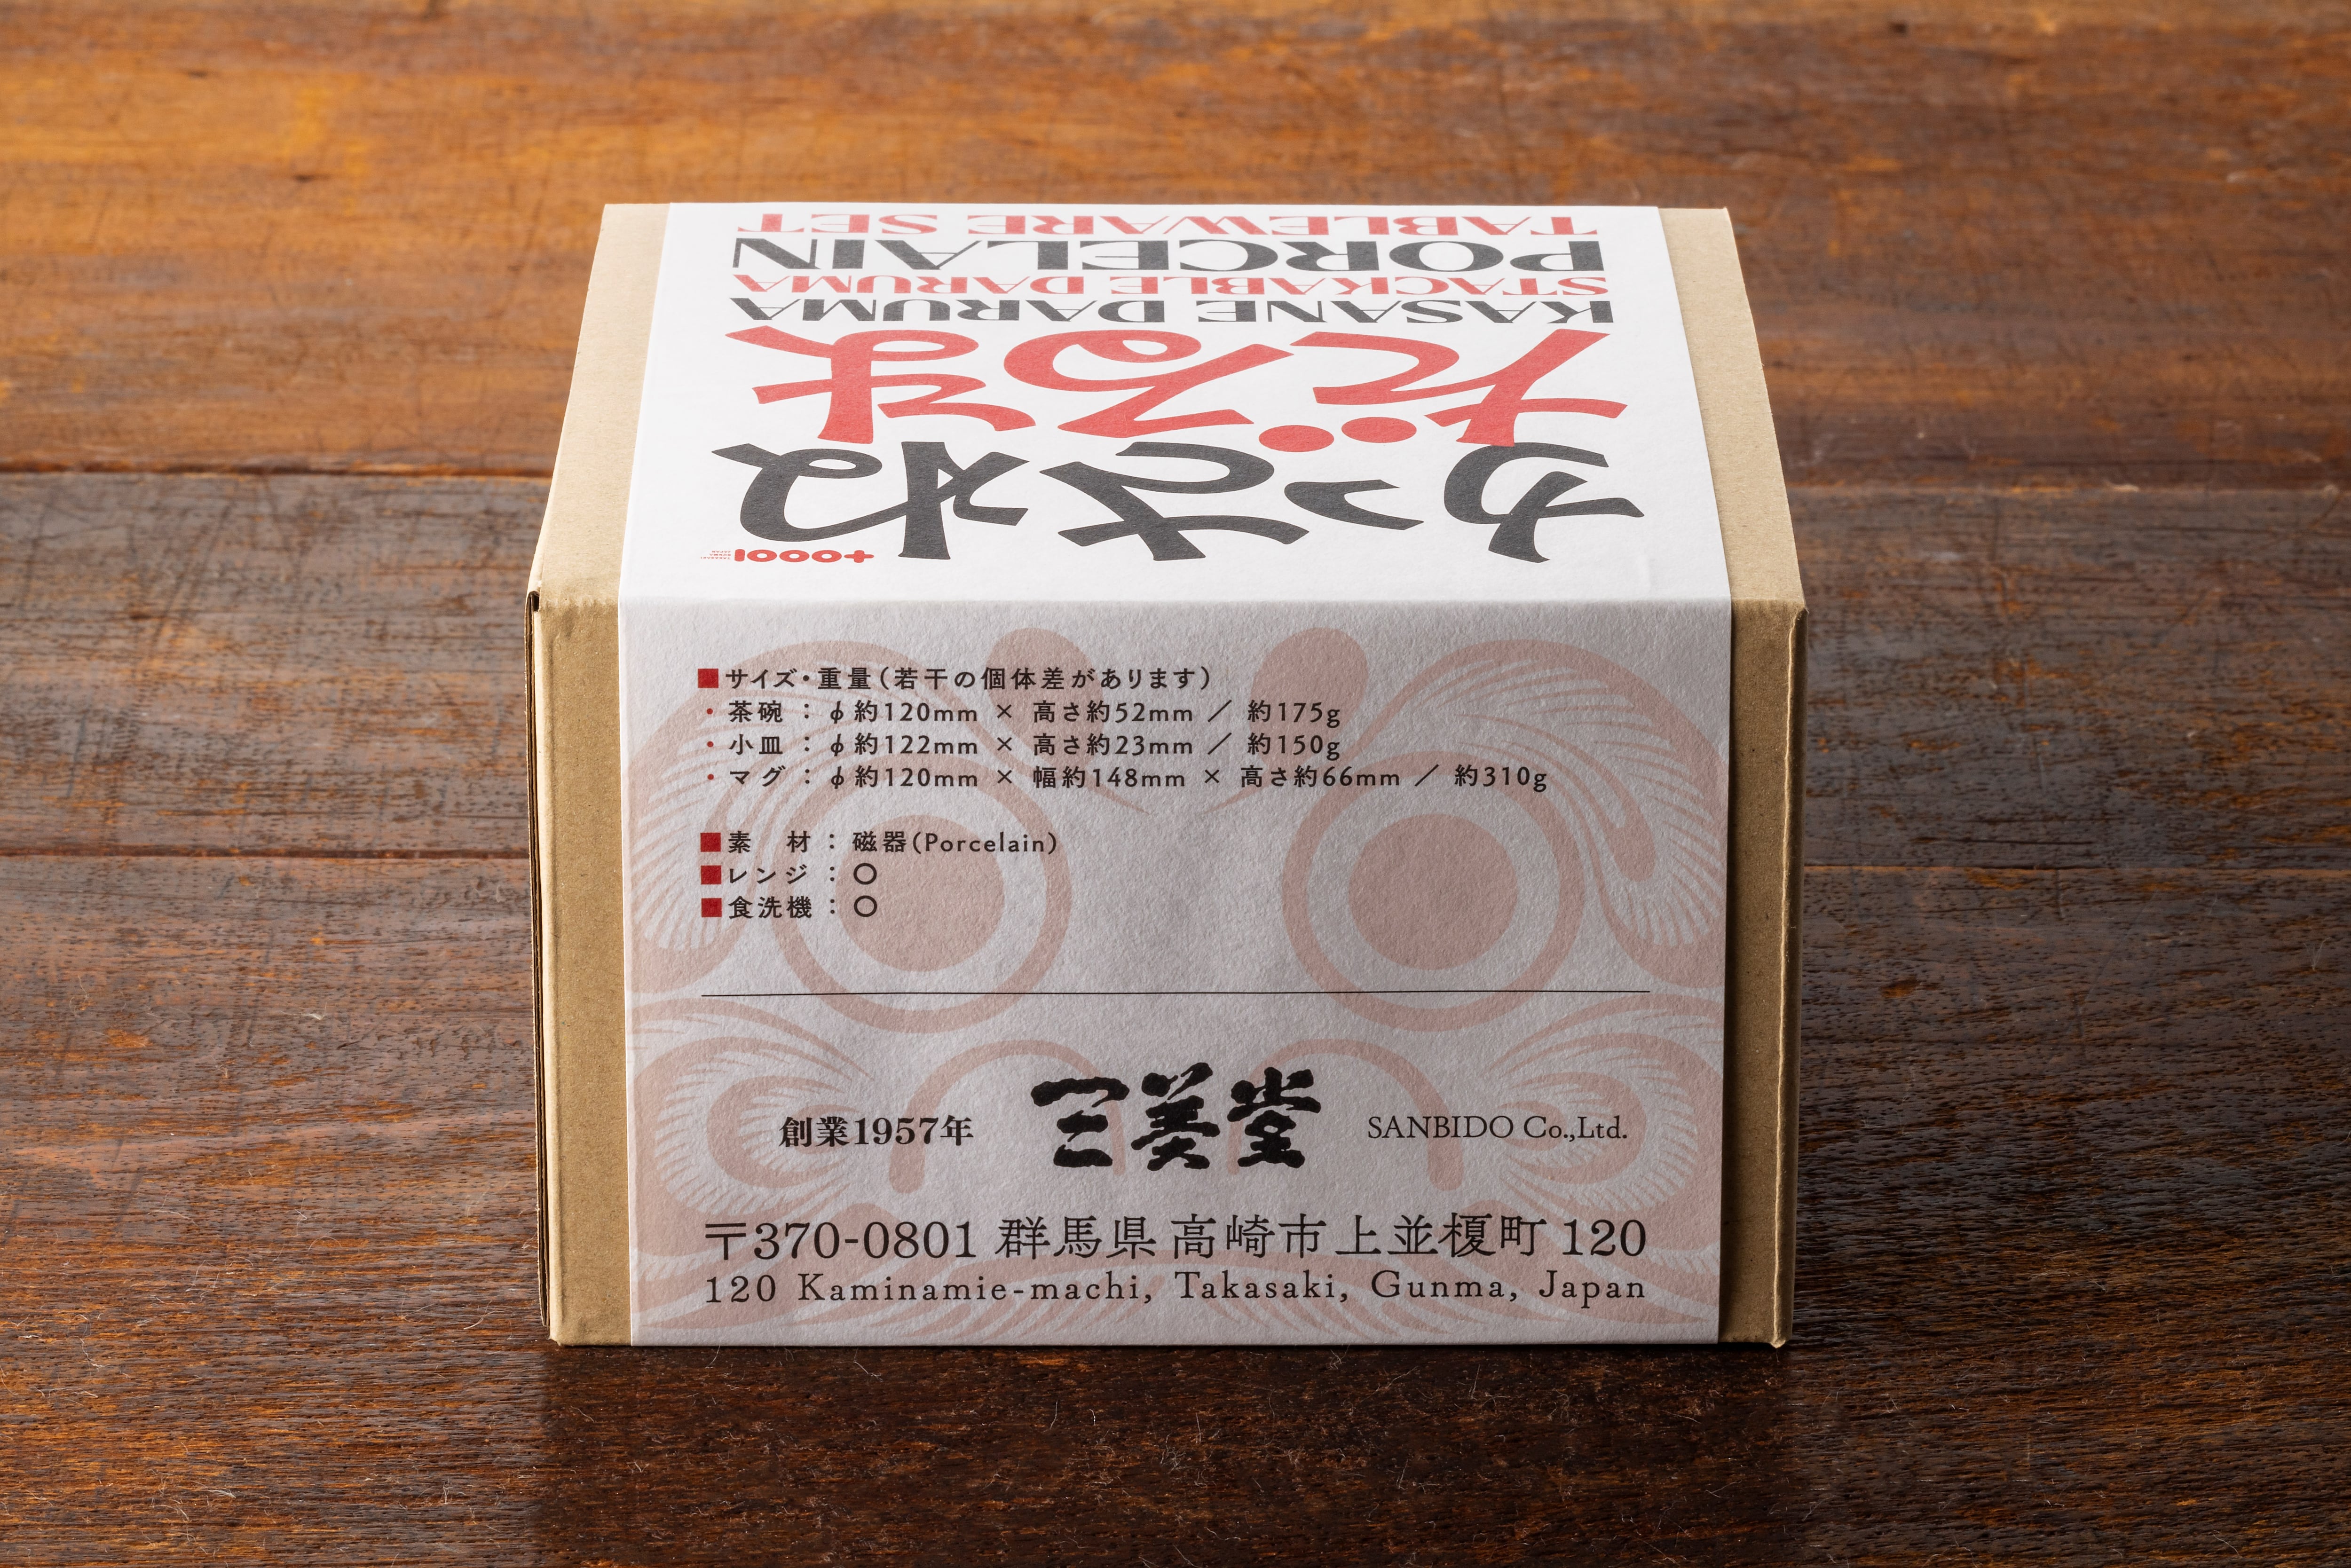 かさね
だるま
KASANE DARUMA
STACKABLE DARUMA
PORCELAIN
TABLEWARE SET
■サイズ・重量(若干の個体差があります)
・茶碗：φ約120mm × 高さ約52mm ／ 約175g
・小皿：φ約122mm × 高さ約23mm ／ 約150g
・マグ：φ約120mm × 幅約148mm × 高さ約66mm ／ 約310g
■素　材：磁器(Porcelain)
■レンジ：〇
■食洗機：〇
創業1957年 三美堂 SANBIDO Co.,Ltd.
〒370-0801 群馬県高崎市上並榎町120
120 Kaminamie-machi, Takasaki, Gunma, Japan